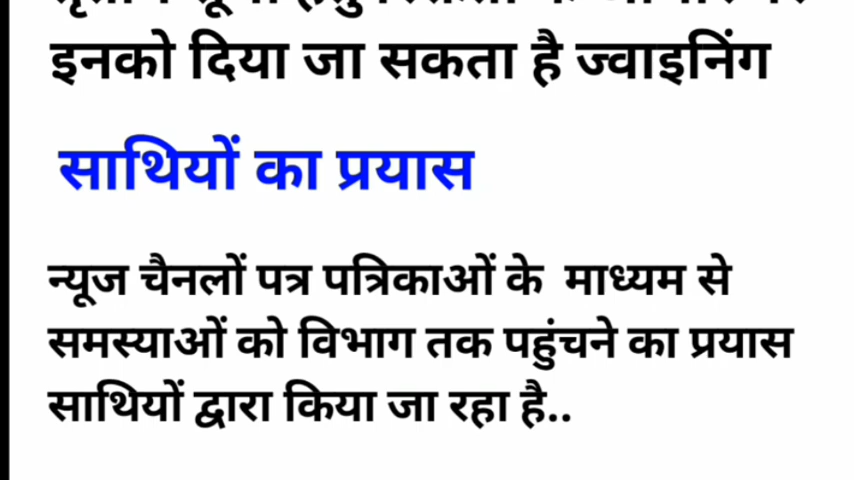 इनको दिया जा सकता है ज्वाइनिंग
साथियों का प्रयास
न्यूज चैनलों पत्र पत्रिकाओं के माध्यम से
समस्याओं को विभाग तक पहुंचने का प्रयास
साथियों द्वारा किया जा रहा है..